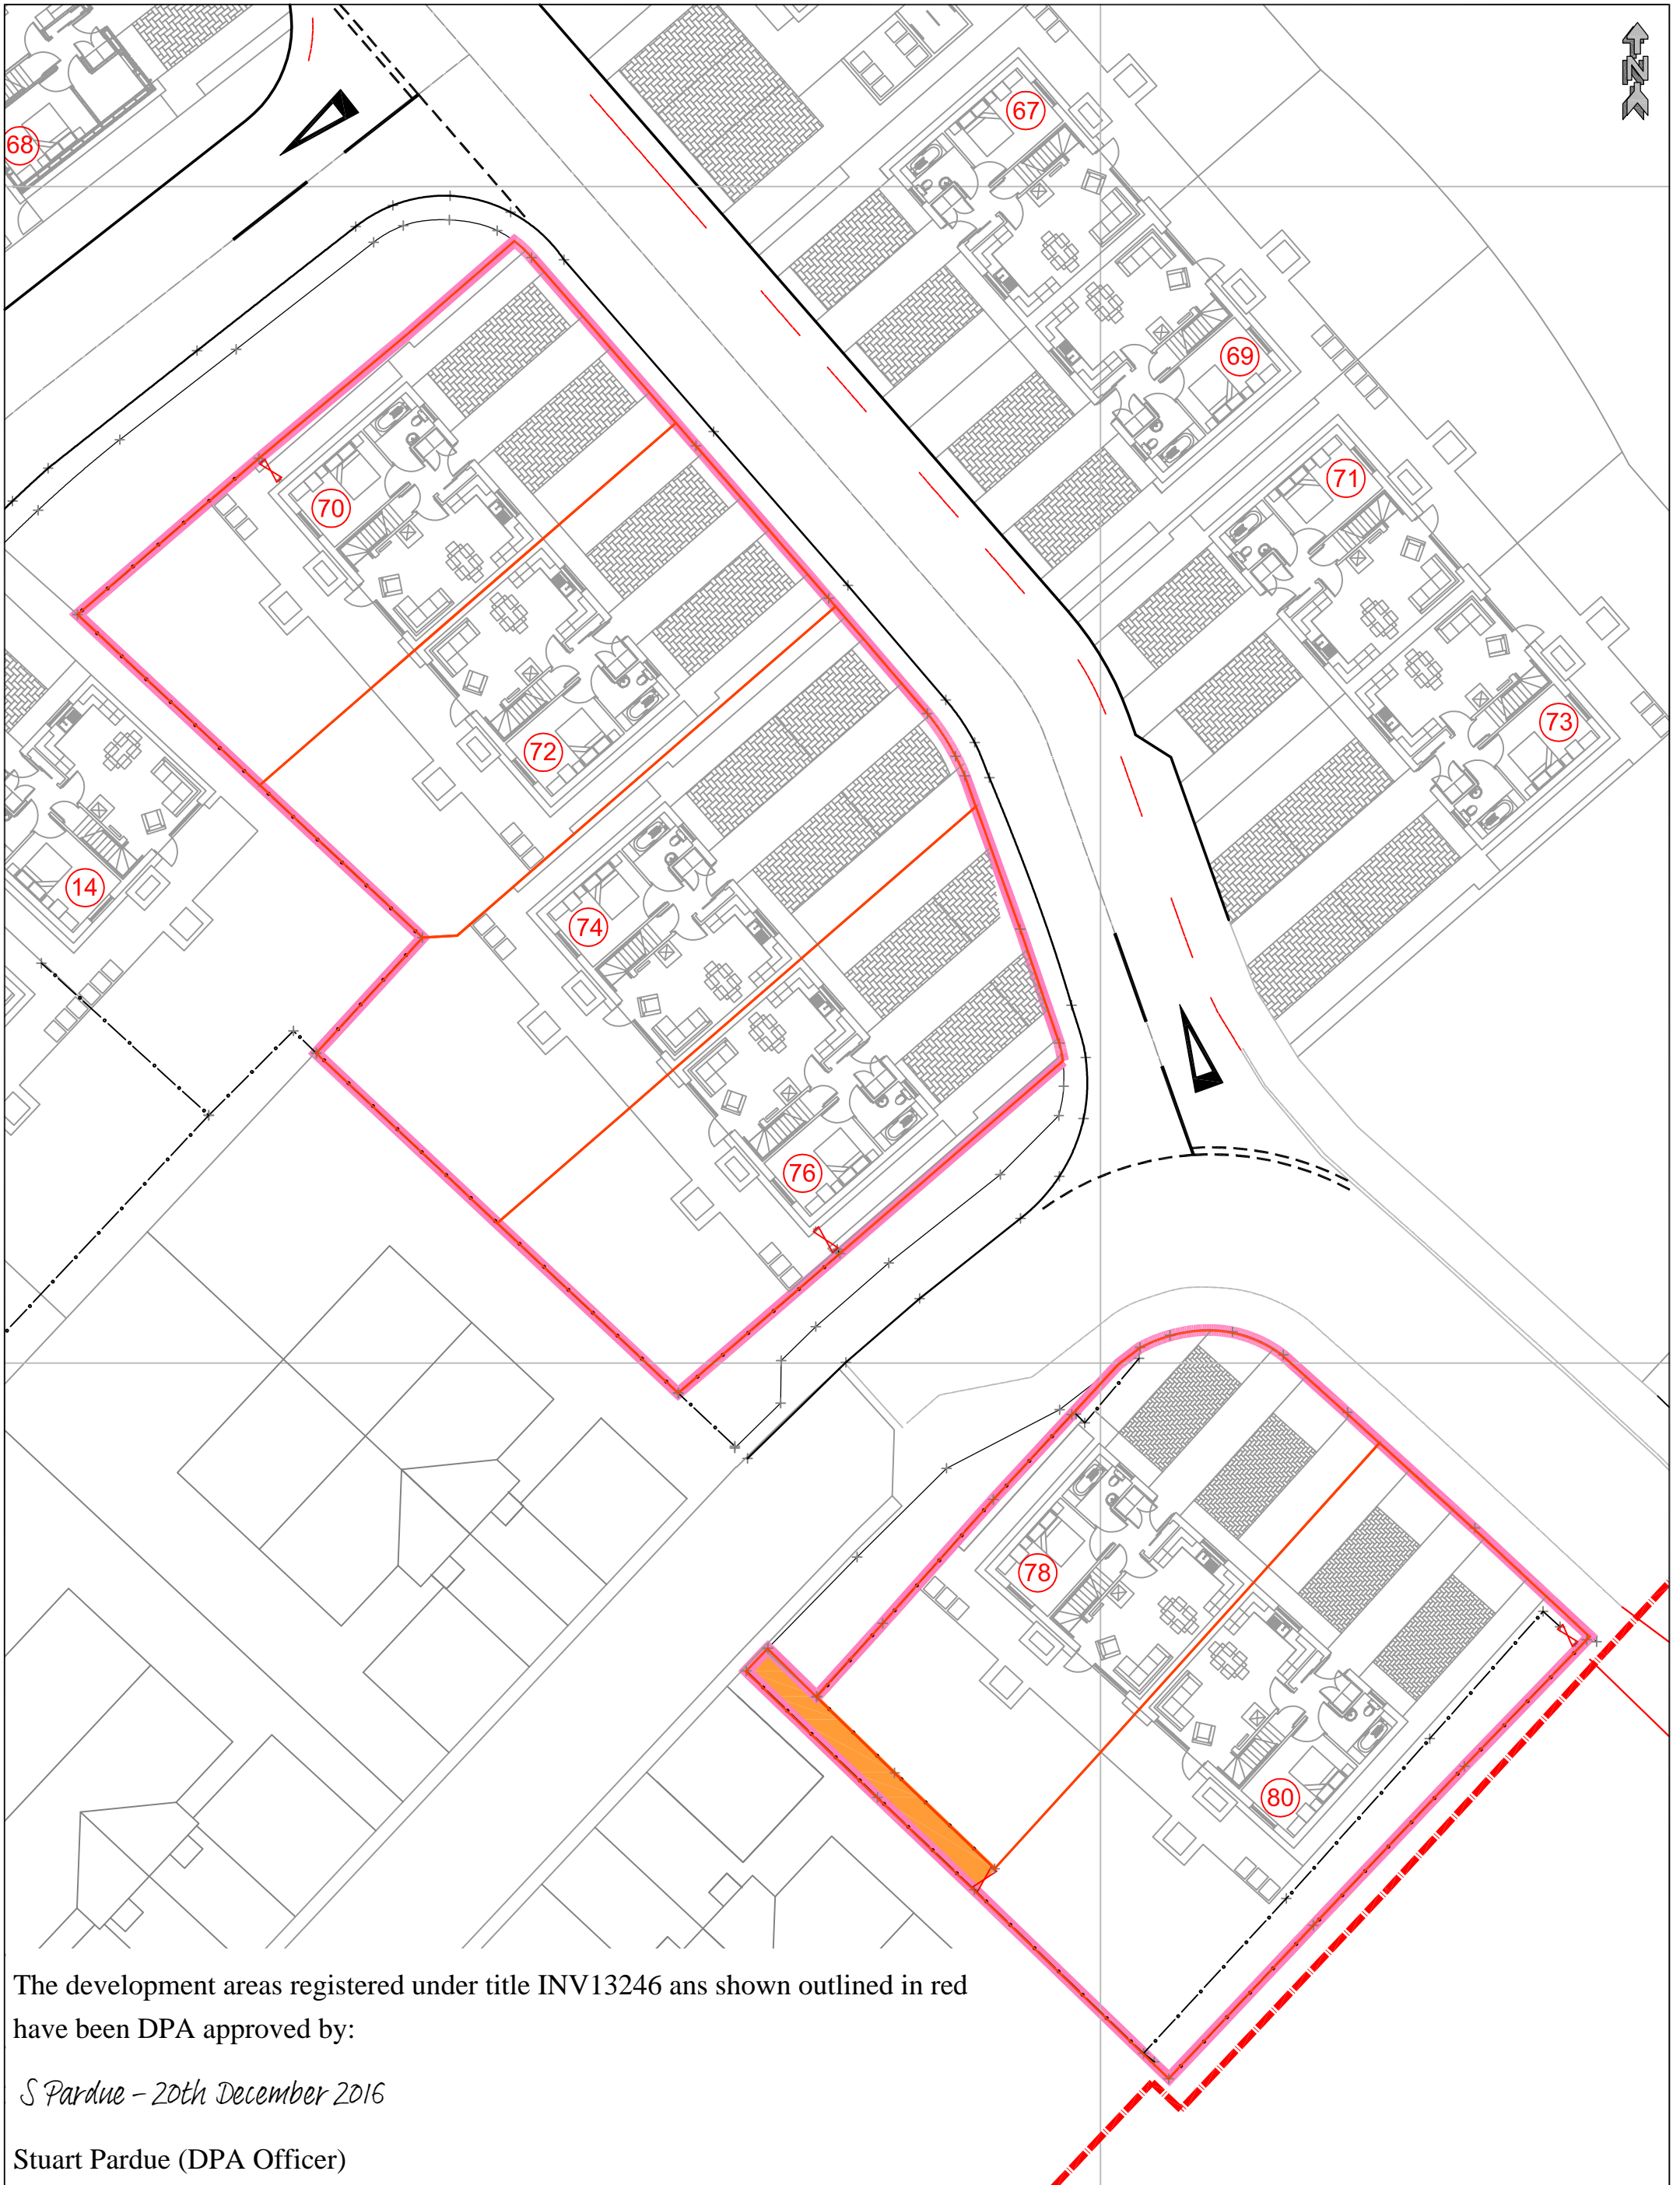 N
68
67
69
70
71
72
73
14
74
76
78
80
The development areas registered under title INV13246 ans shown outlined in red
have been DPA approved by:
S Pardue – 20th December 2016
Stuart Pardue (DPA Officer)